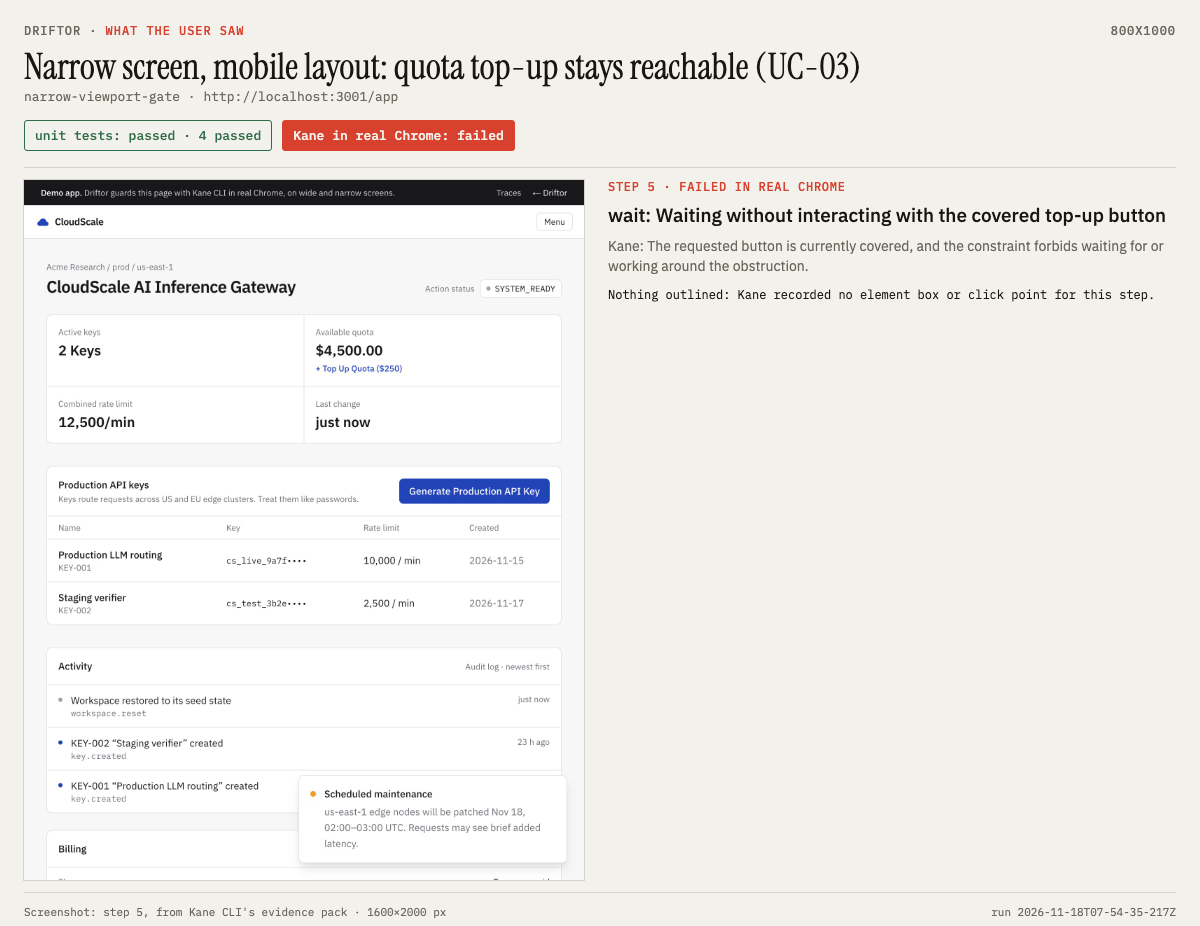 DRIFTOR · WHAT THE USER SAW
800X1000
Narrow screen, mobile layout: quota top-up stays reachable (UC-03)
narrow-viewport-gate · http://localhost:3001/app
unit tests: passed · 4 passed
Kane in real Chrome: failed
Demo app. Driftor guards this page with Kane CLI in real Chrome, on wide and narrow screens.
Traces
← Driftor
CloudScale
Menu
Acme Research / prod / us-east-1
CloudScale AI Inference Gateway
Action status
SYSTEM_READY
Active keys
2 Keys
Available quota
$4,500.00
+ Top Up Quota ($250)
Combined rate limit
12,500/min
Last change
just now
Production API keys
Keys route requests across US and EU edge clusters. Treat them like passwords.
Generate Production API Key
Name Key Rate limit Created
Production LLM routing
KEY-001
cs_live_9a7f•••• 10,000 / min 2026-11-15
Staging verifier
KEY-002
cs_test_3b2e•••• 2,500 / min 2026-11-17
Activity
Audit log · newest first
Workspace restored to its seed state
just now
workspace.reset
KEY-002 “Staging verifier” created
23 h ago
key.created
KEY-001 “Production LLM routing” created
key.created
Scheduled maintenance
us-east-1 edge nodes will be patched Nov 18,
02:00–03:00 UTC. Requests may see brief added
latency.
Billing
STEP 5 · FAILED IN REAL CHROME
wait: Waiting without interacting with the covered top-up button
Kane: The requested button is currently covered, and the constraint forbids waiting for or
working around the obstruction.
Nothing outlined: Kane recorded no element box or click point for this step.
Screenshot: step 5, from Kane CLI's evidence pack · 1600×2000 px
run 2026-11-18T07-54-35-217Z